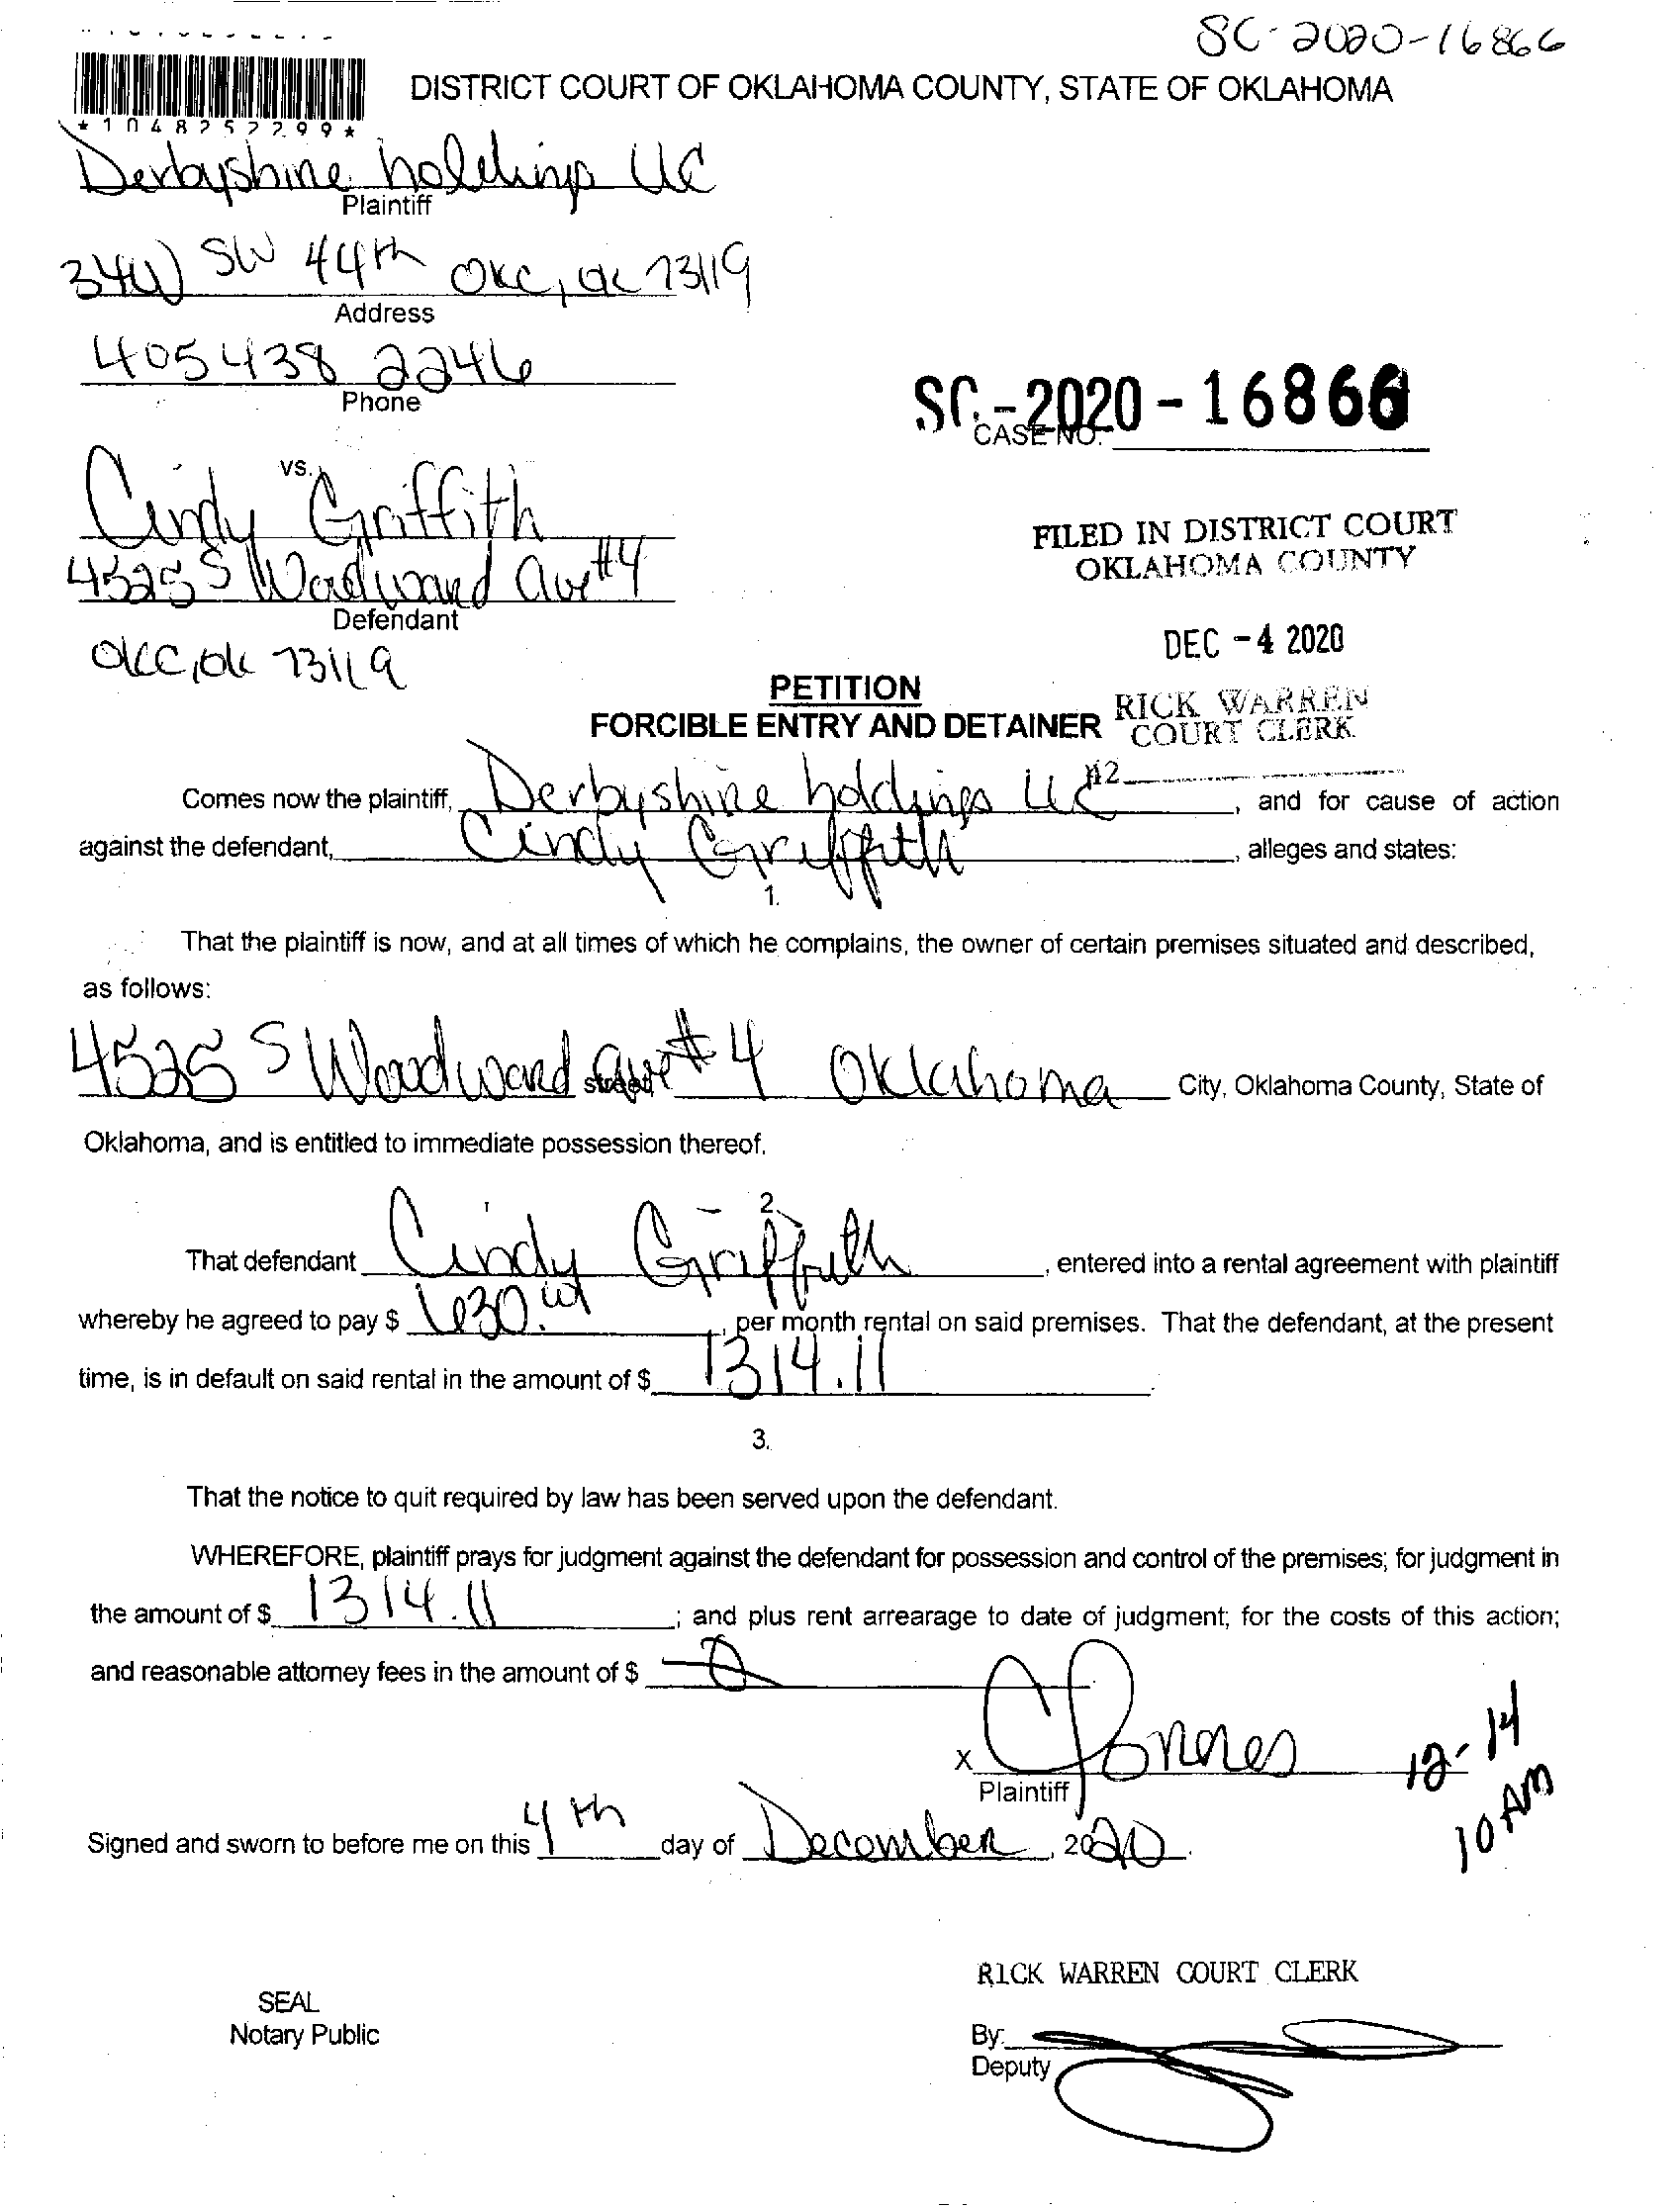 SC-2020-16866
DISTRICT COURT OF OKLAHOMA COUNTY, STATE OF OKLAHOMA
*1048252299*
Derbyshire holdings LLC
Plaintiff
SW 44th OKC, OK 73119
Address
405 438 2246
Phone
SC-2020-16866
CASE NO.
vs.
Cindy Griffith
4525 S Woodward Ave #4
Defendant
OKC, OK 73119
FILED IN DISTRICT COURT
OKLAHOMA COUNTY
DEC -4 2020
RICK WARREN
COURT CLERK
#2
PETITION
FORCIBLE ENTRY AND DETAINER
Comes now the plaintiff, Derbyshire holdings LLC, and for cause of action
against the defendant, Cindy Griffith, alleges and states:
1.
That the plaintiff is now, and at all times of which he complains, the owner of certain premises situated and described,
as follows:
4525 S Woodward ave #4 street Oklahoma City, Oklahoma County, State of
Oklahoma, and is entitled to immediate possession thereof.
2.
That defendant Cindy Griffith, entered into a rental agreement with plaintiff
whereby he agreed to pay $ 630.00, per month rental on said premises. That the defendant, at the present
time, is in default on said rental in the amount of $ 1314.11.
3.
That the notice to quit required by law has been served upon the defendant.
WHEREFORE, plaintiff prays for judgment against the defendant for possession and control of the premises; for judgment in
the amount of $ 1314.11; and plus rent arrearage to date of judgment; for the costs of this action;
and reasonable attorney fees in the amount of $ 0
X
Plaintiff
12-14
10 AM
Signed and sworn to before me on this 4th day of December, 2020.
RICK WARREN COURT CLERK
SEAL
Notary Public
By:
Deputy